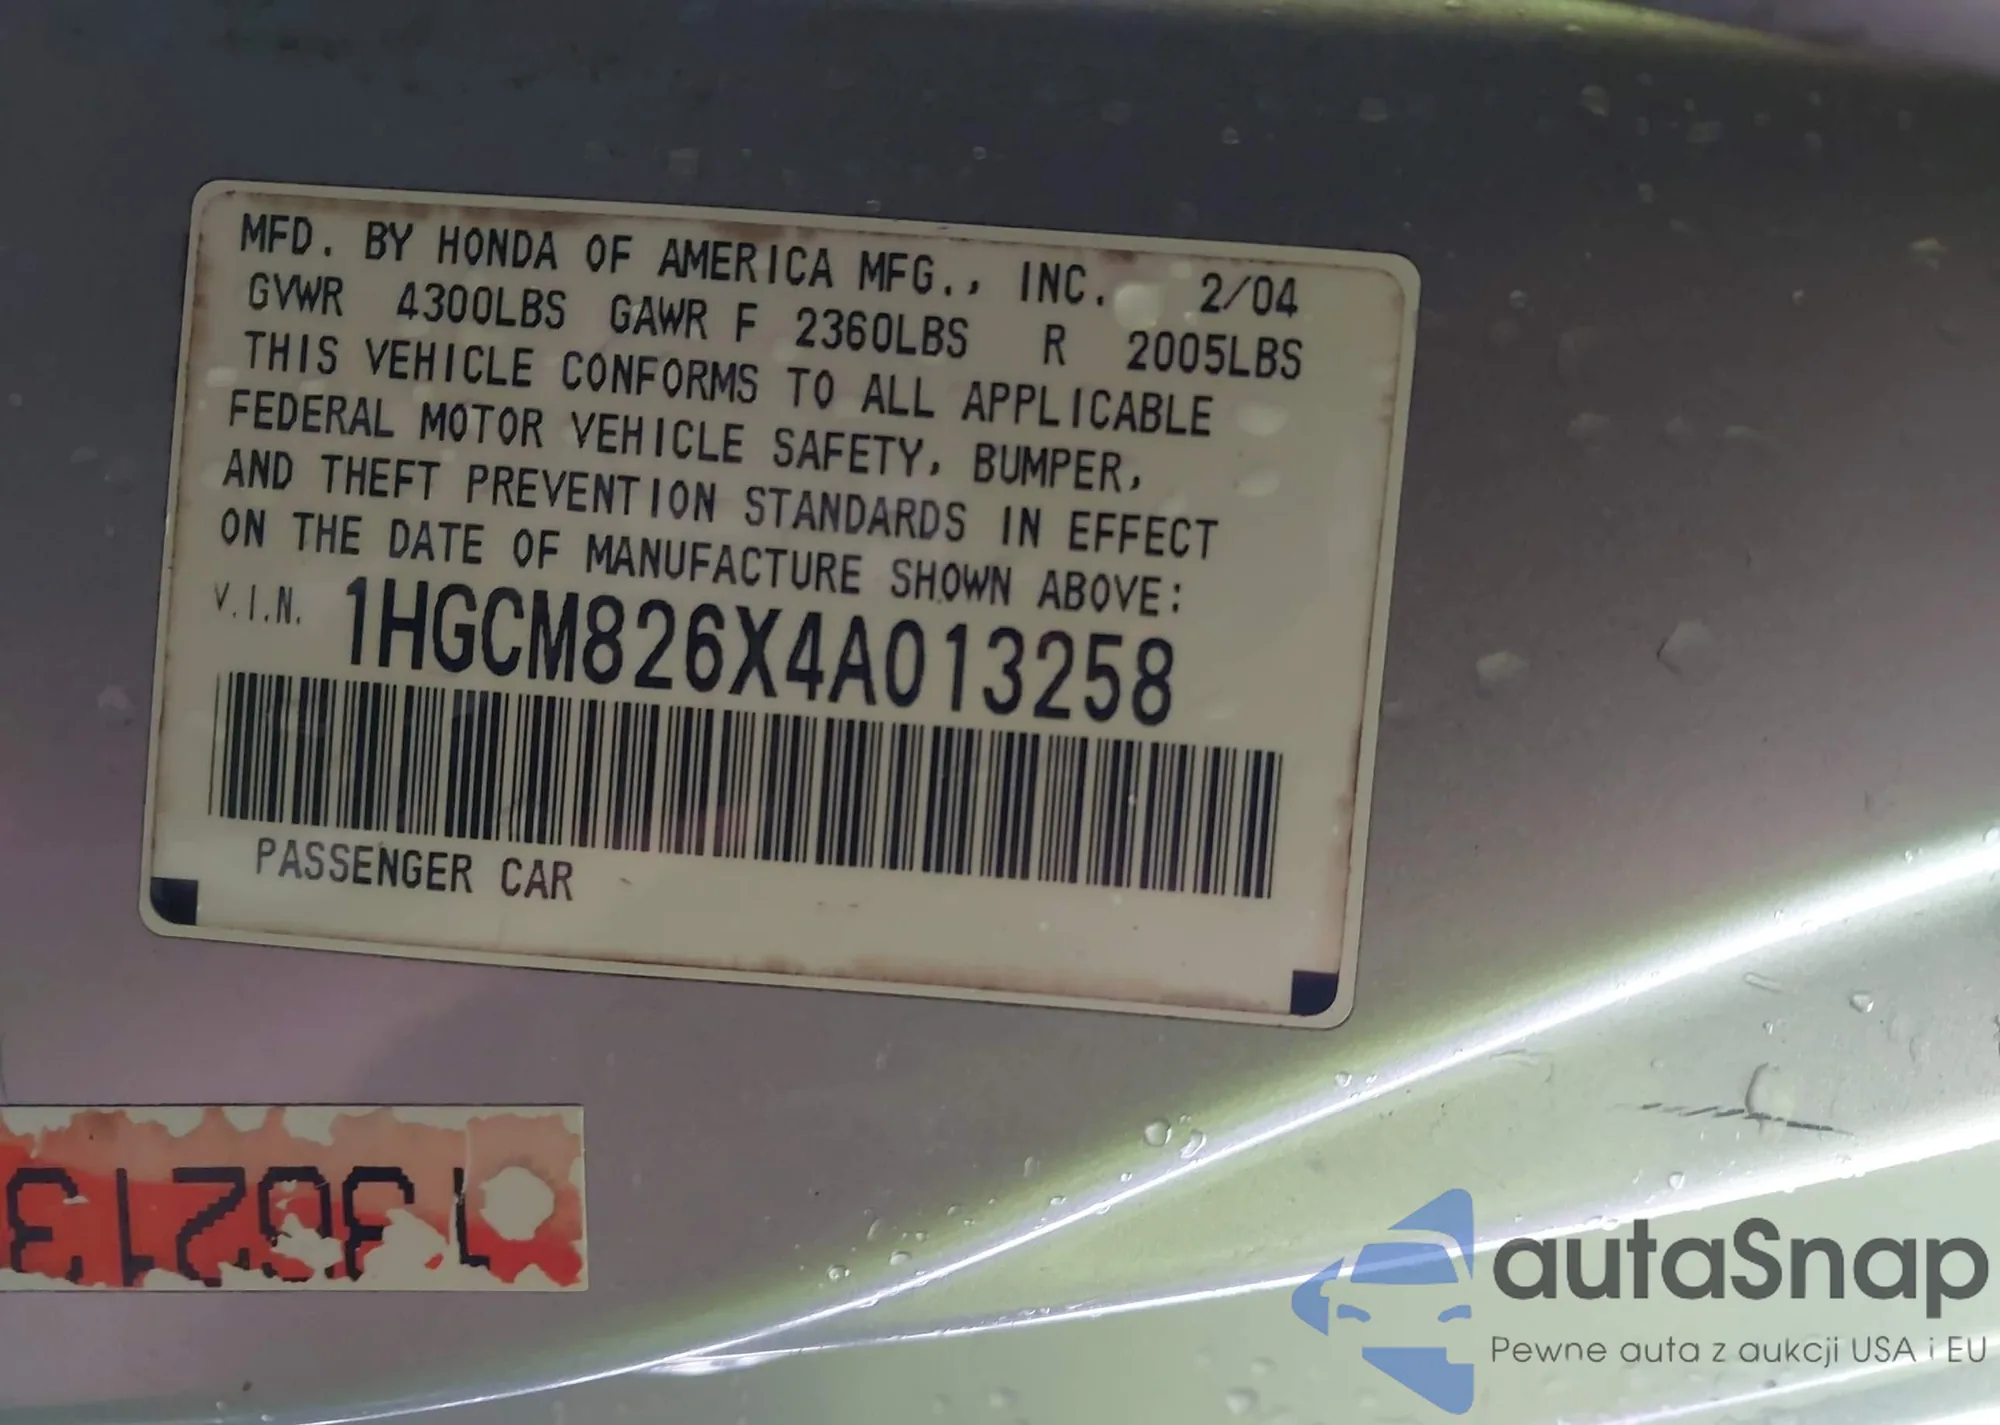 MFD. BY HONDA OF AMERICA MFG., INC. 2/04
GVWR 4300LBS GAWR F 2360LBS R 2005LBS
THIS VEHICLE CONFORMS TO ALL APPLICABLE
FEDERAL MOTOR VEHICLE SAFETY, BUMPER,
AND THEFT PREVENTION STANDARDS IN EFFECT
ON THE DATE OF MANUFACTURE SHOWN ABOVE:
V.I.N. 1HGCM826X4A013258
PASSENGER CAR
autaSnap
Pewne auta z aukcji USA i EU